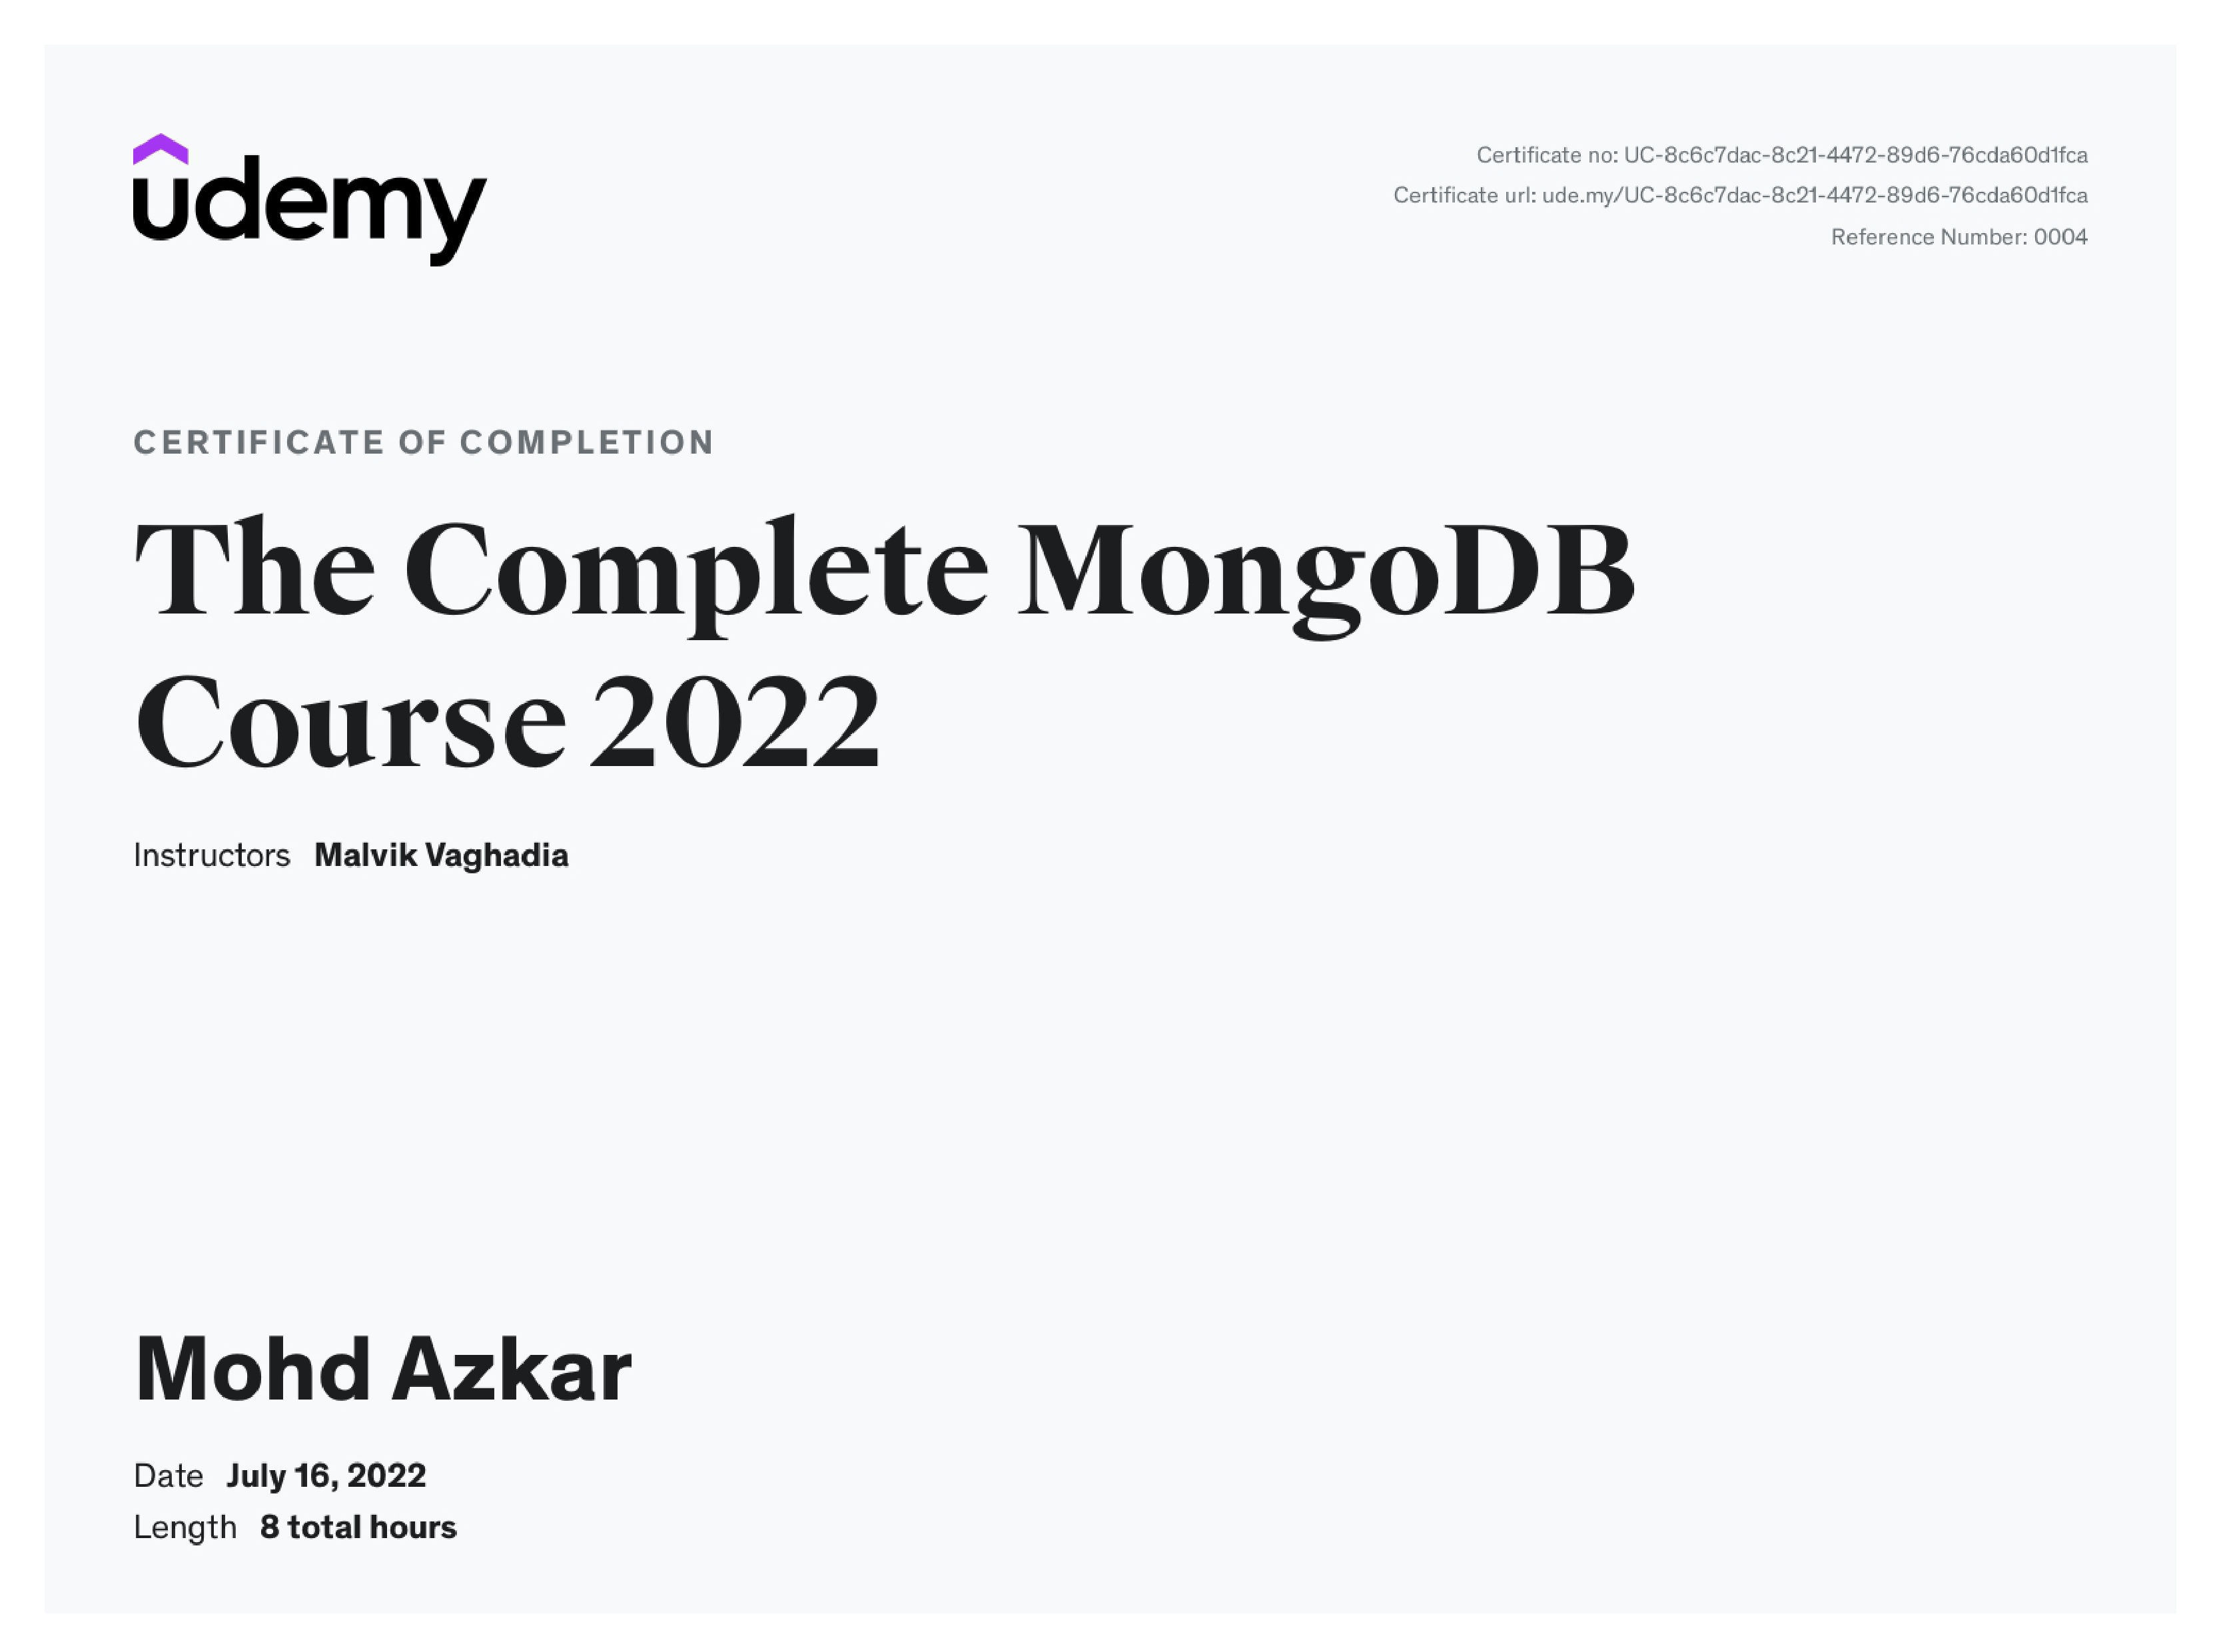 udemy
Certificate no: UC-8c6c7dac-8c21-4472-89d6-76cda60d1fca
Certificate url: ude.my/UC-8c6c7dac-8c21-4472-89d6-76cda60d1fca
Reference Number: 0004
CERTIFICATE OF COMPLETION
The Complete MongoDB
Course 2022
Instructors Malvik Vaghadia
Mohd Azkar
Date July 16, 2022
Length 8 total hours